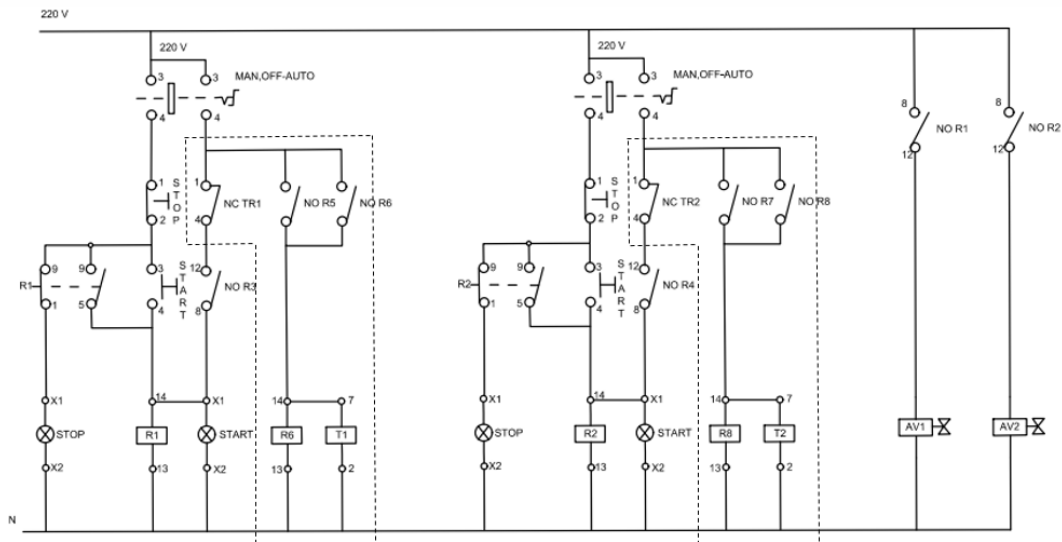 220 V
220 V
3
3
MAN,OFF-AUTO
4
4
1
STOP
2
1
NC TR1
4
NO R5
NO R6
9
9
R1
1
5
3
START
4
12
NO R3
8
X1
STOP
X2
14
R1
13
X1
START
X2
14
R6
13
7
T1
2
220 V
3
3
MAN,OFF-AUTO
4
4
1
STOP
2
1
NC TR2
4
NO R7
NO R8
9
9
R2
1
5
3
START
4
12
NO R4
8
X1
STOP
X2
14
R2
13
X1
START
X2
14
R8
13
7
T2
2
8
NO R1
12
AV1
8
NO R2
12
AV2
N